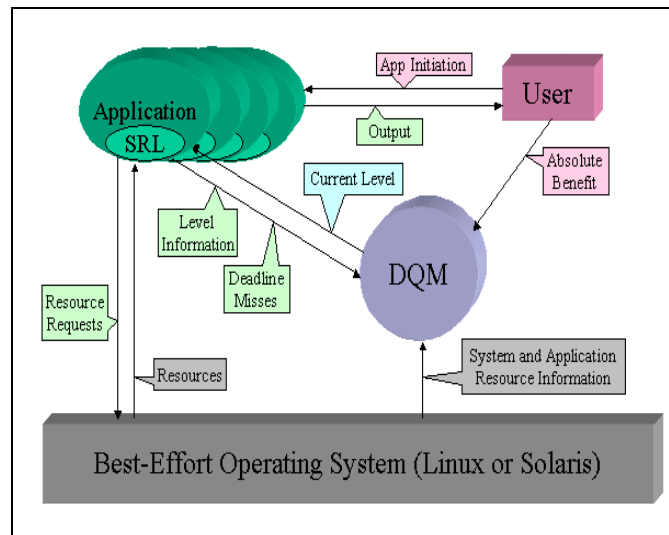 App Initiation
User
Application
SRL
Output
Absolute
Benefit
Current Level
Level
Information
Deadline
Misses
DQM
Resource
Requests
Resources
System and Application
Resource Information
Best-Effort Operating System (Linux or Solaris)